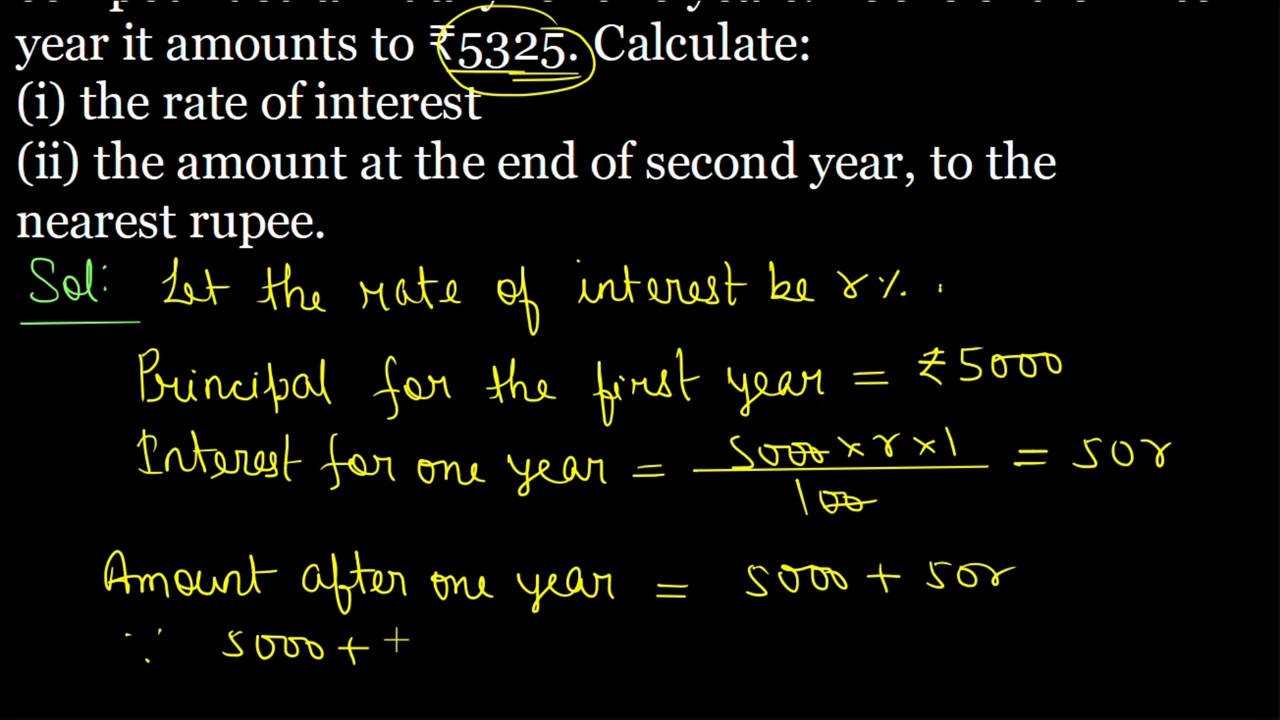 year it amounts to ₹5325. Calculate:
(i) the rate of interest
(ii) the amount at the end of second year, to the
nearest rupee.
Sol: Let the rate of interest be r%.
Principal for the first year = ₹5000
Interest for one year = 5000 × r × 1 / 100 = 50r
Amount after one year = 5000 + 50r
∵ 5000 + +